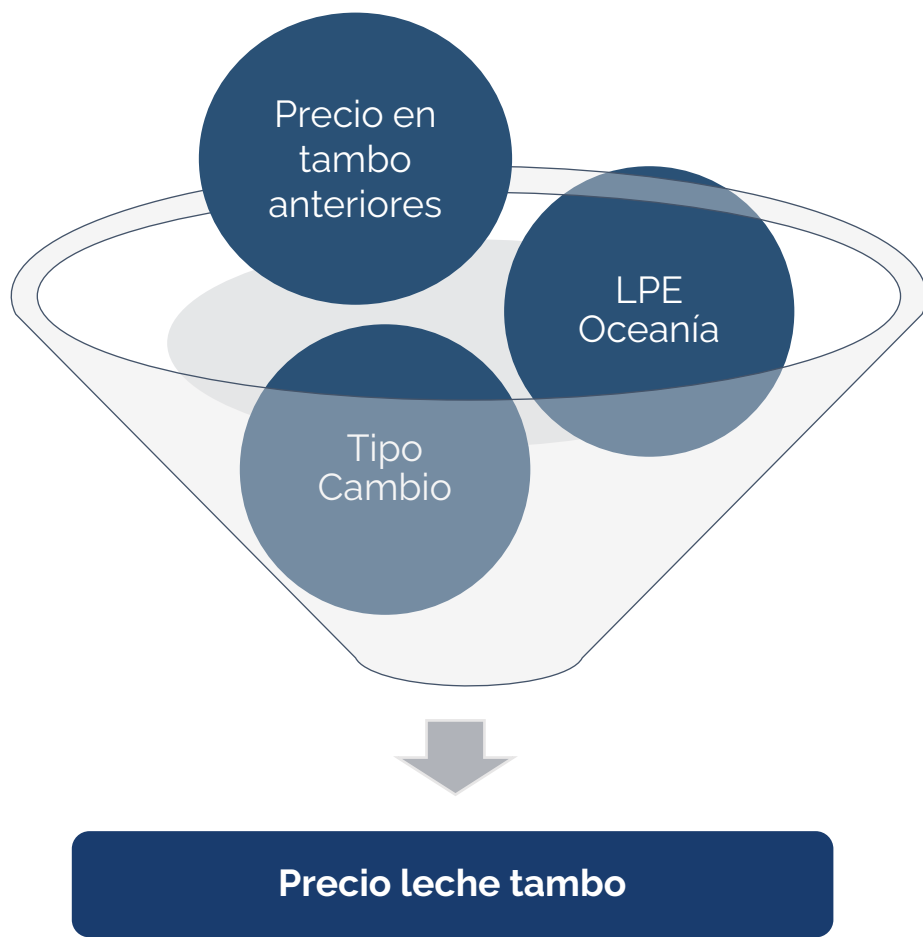 Precio en
tambo
anteriores
LPE
Oceanía
Tipo
Cambio
Precio leche tambo